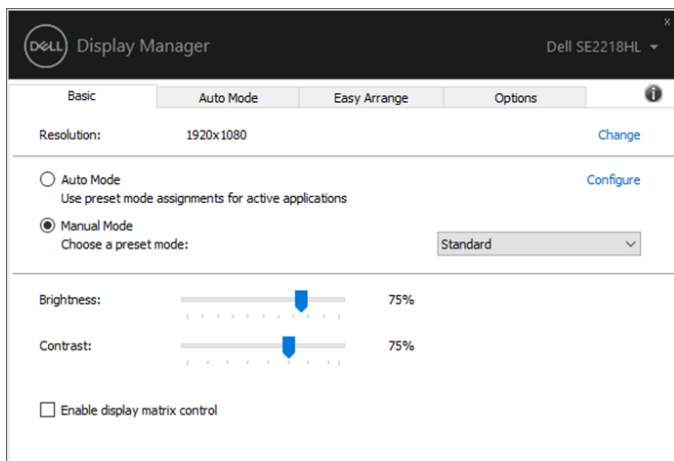 x
DELL Display Manager Dell SE2218HL
Basic Auto Mode Easy Arrange Options i
Resolution: 1920x1080 Change
Auto Mode Configure
Use preset mode assignments for active applications
Manual Mode
Choose a preset mode: Standard
Brightness: 75%
Contrast: 75%
Enable display matrix control